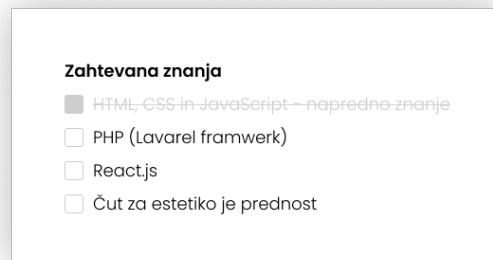 Zahtevana znanja
HTML, CSS in JavaScript - napredno znanje
PHP (Lavarel framwerk)
React.js
Čut za estetiko je prednost